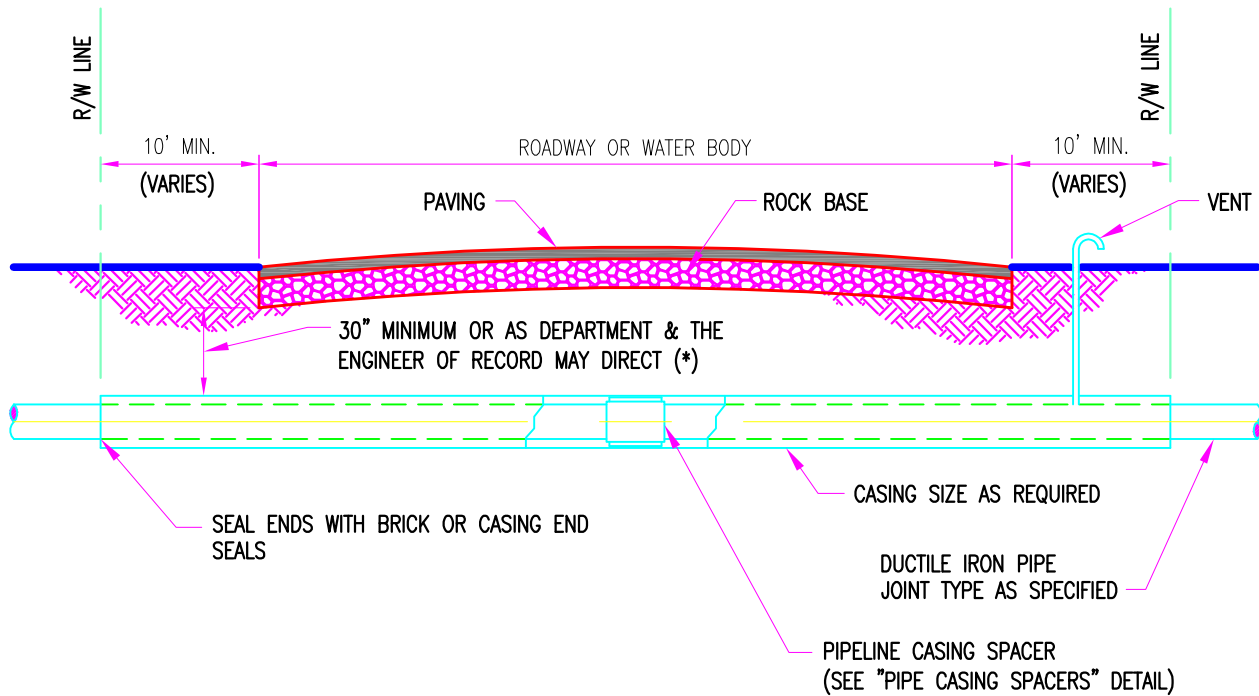 R/W LINE
R/W LINE
10' MIN.
(VARIES)
ROADWAY OR WATER BODY
10' MIN.
(VARIES)
PAVING
ROCK BASE
VENT
30" MINIMUM OR AS DEPARTMENT & THE
ENGINEER OF RECORD MAY DIRECT (*)
CASING SIZE AS REQUIRED
SEAL ENDS WITH BRICK OR CASING END
SEALS
DUCTILE IRON PIPE
JOINT TYPE AS SPECIFIED
PIPELINE CASING SPACER
(SEE "PIPE CASING SPACERS" DETAIL)